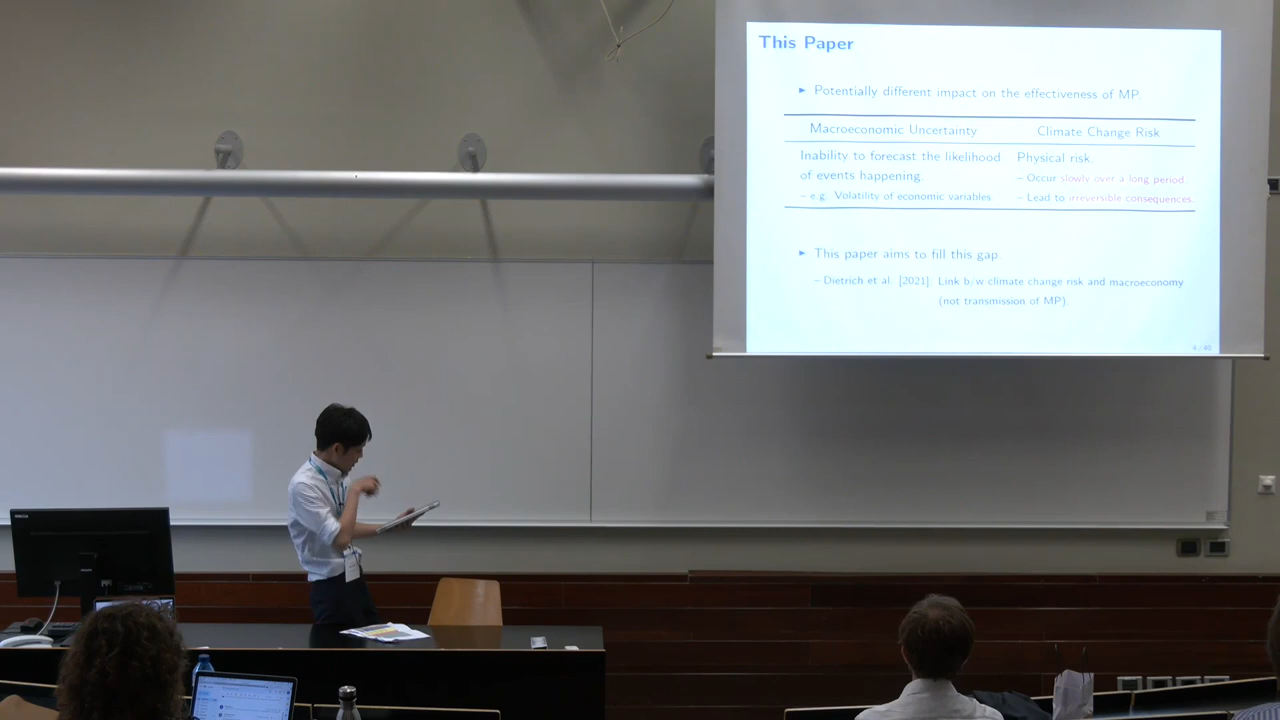 This Paper
► Potentially different impact on the effectiveness of MP.
Macroeconomic Uncertainty
Climate Change Risk
Inability to forecast the likelihood
of events happening.
– e.g. Volatility of economic variables
Physical risk.
– Occur slowly over a long period.
– Lead to irreversible consequences.
► This paper aims to fill this gap.
– Dietrich et al. [2021]: Link b/w climate change risk and macroeconomy
(not transmission of MP).